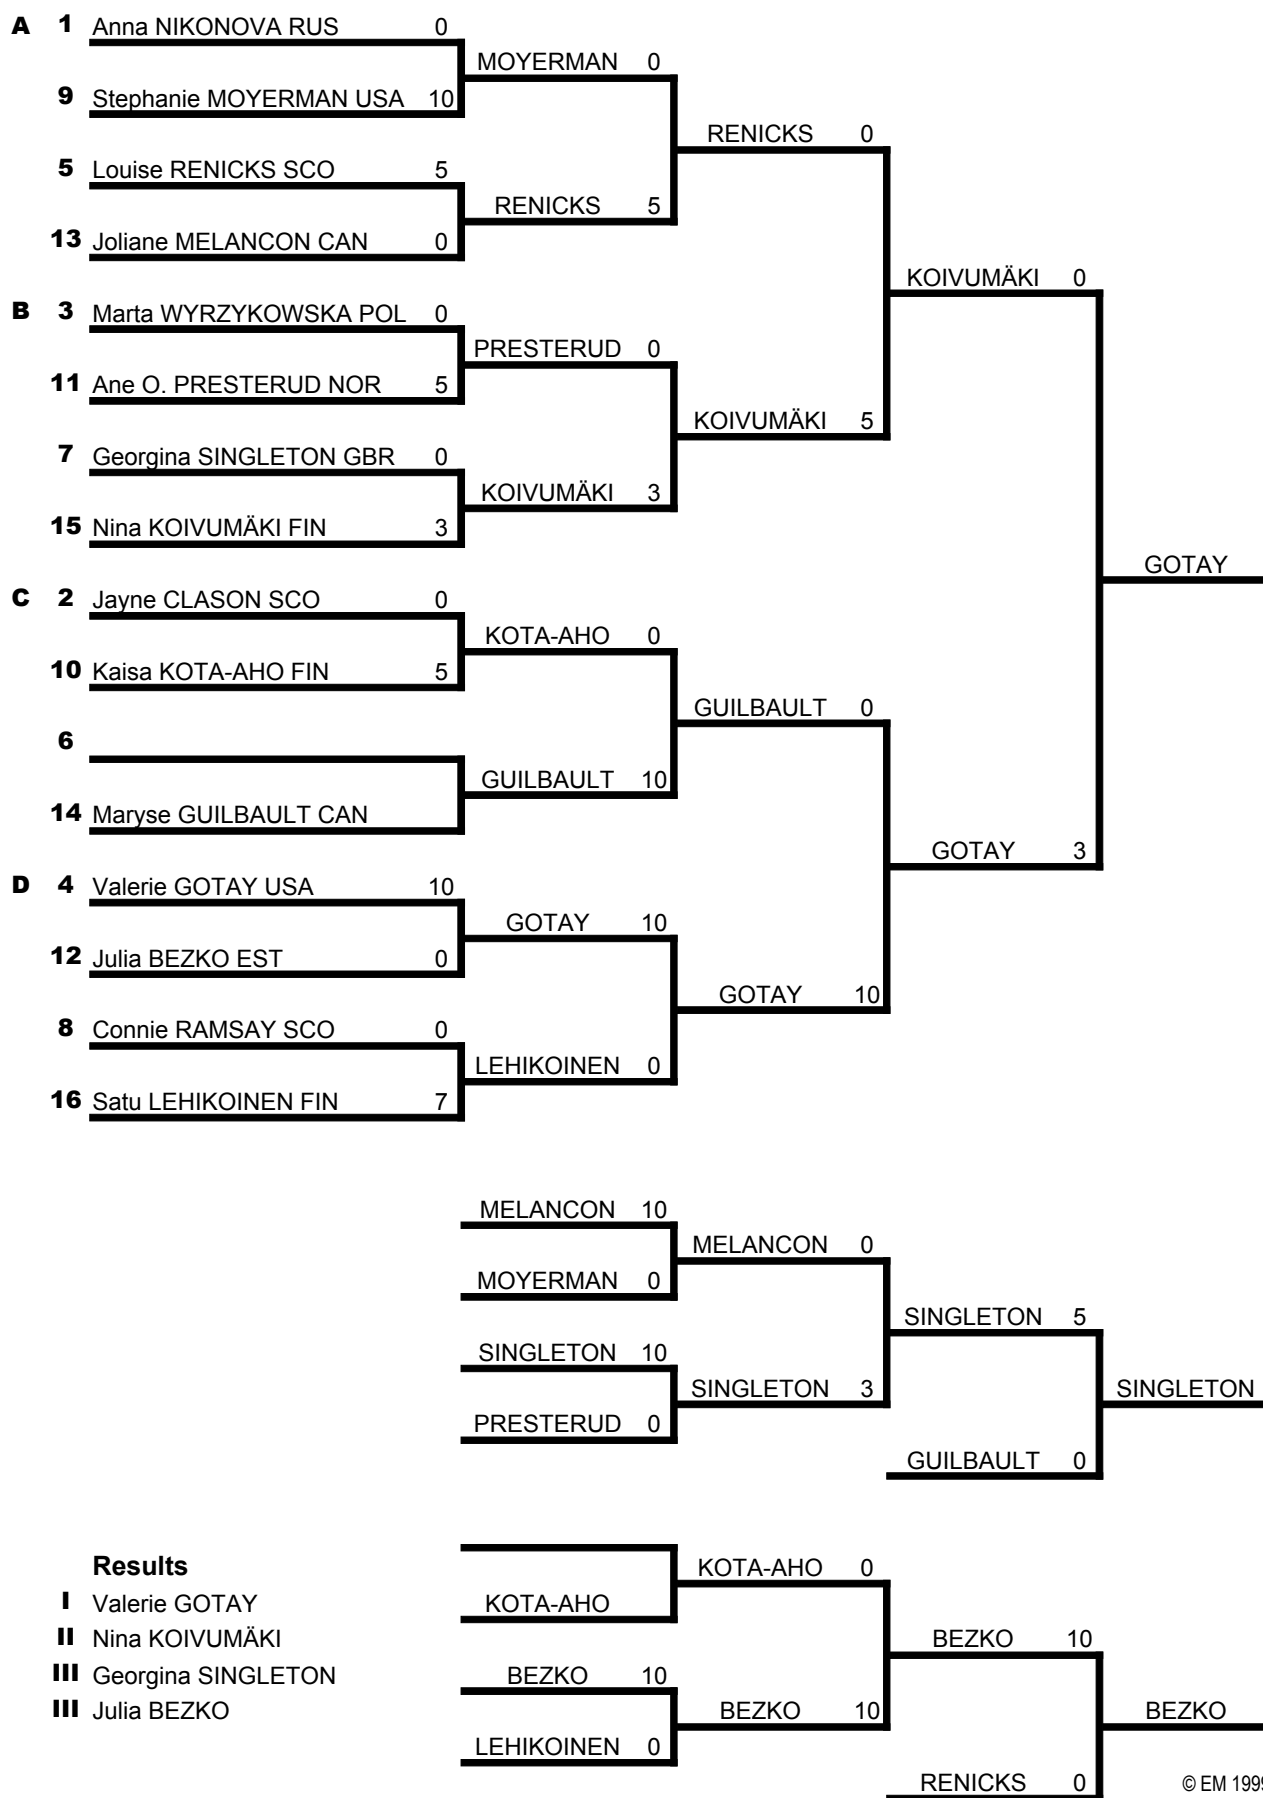 A 1 Anna NIKONOVA RUS 0
MOYERMAN 0
9 Stephanie MOYERMAN USA 10
RENICKS 0
5 Louise RENICKS SCO 5
RENICKS 5
13 Joliane MELANCON CAN 0
KOIVUMÄKI 0
B 3 Marta WYRZYKOWSKA POL 0
PRESTERUD 0
11 Ane O. PRESTERUD NOR 5
KOIVUMÄKI 5
7 Georgina SINGLETON GBR 0
KOIVUMÄKI 3
15 Nina KOIVUMÄKI FIN 3
GOTAY
C 2 Jayne CLASON SCO 0
KOTA-AHO 0
10 Kaisa KOTA-AHO FIN 5
GUILBAULT 0
6
GUILBAULT 10
14 Maryse GUILBAULT CAN
GOTAY 3
D 4 Valerie GOTAY USA 10
GOTAY 10
12 Julia BEZKO EST 0
GOTAY 10
8 Connie RAMSAY SCO 0
LEHIKOINEN 0
16 Satu LEHIKOINEN FIN 7
MELANCON 10
MELANCON 0
MOYERMAN 0
SINGLETON 5
SINGLETON 10
SINGLETON 3
SINGLETON
PRESTERUD 0
GUILBAULT 0
Results
KOTA-AHO 0
I Valerie GOTAY
KOTA-AHO
II Nina KOIVUMÄKI
BEZKO 10
III Georgina SINGLETON
BEZKO 10
III Julia BEZKO
BEZKO 10
BEZKO
LEHIKOINEN 0
RENICKS 0
© EM 1999